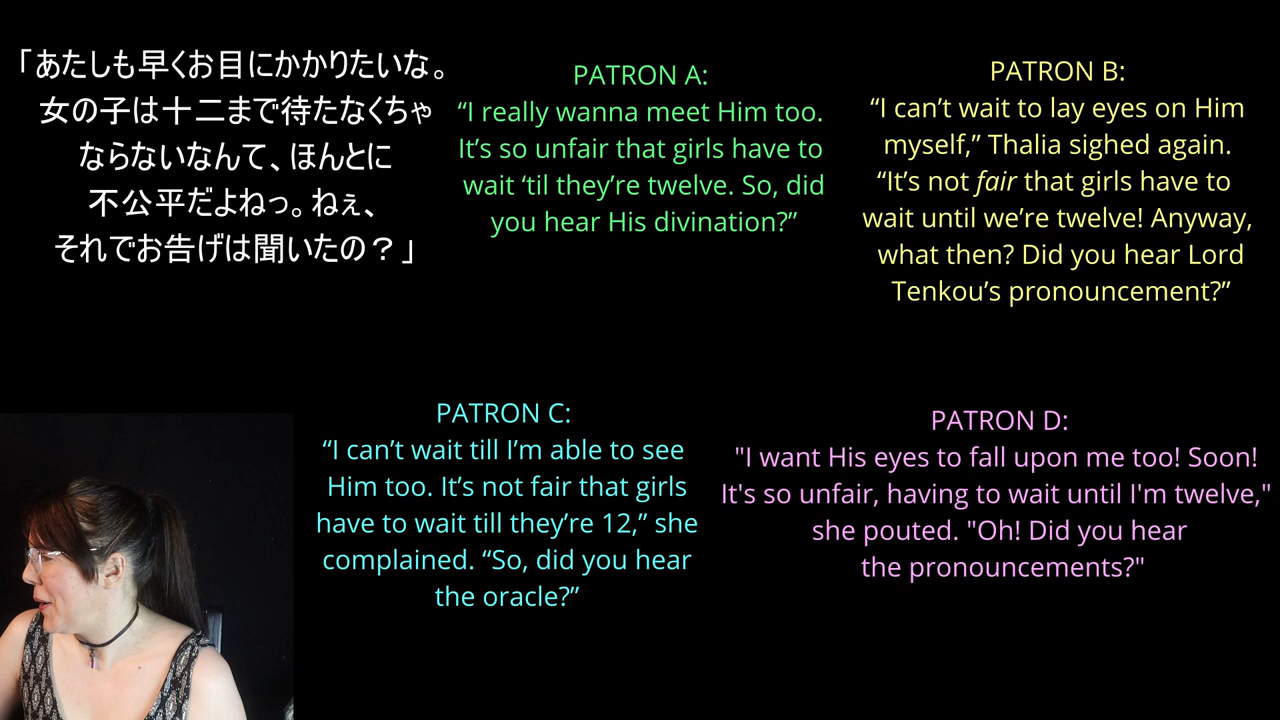 「あたしも早くお目にかかりたいな。
女の子は十二まで待たなくちゃ
ならないなんて、ほんとに
不公平だよねっ。ねぇ、
それでお告げは聞いたの？」
PATRON A:
“I really wanna meet Him too.
It’s so unfair that girls have to
wait ‘til they’re twelve. So, did
you hear His divination?”
PATRON B:
“I can’t wait to lay eyes on Him
myself,” Thalia sighed again.
“It’s not fair that girls have to
wait until we’re twelve! Anyway,
what then? Did you hear Lord
Tenkou’s pronouncement?”
PATRON C:
“I can’t wait till I’m able to see
Him too. It’s not fair that girls
have to wait till they’re 12,” she
complained. “So, did you hear
the oracle?”
PATRON D:
"I want His eyes to fall upon me too! Soon!
It's so unfair, having to wait until I'm twelve,"
she pouted. "Oh! Did you hear
the pronouncements?"